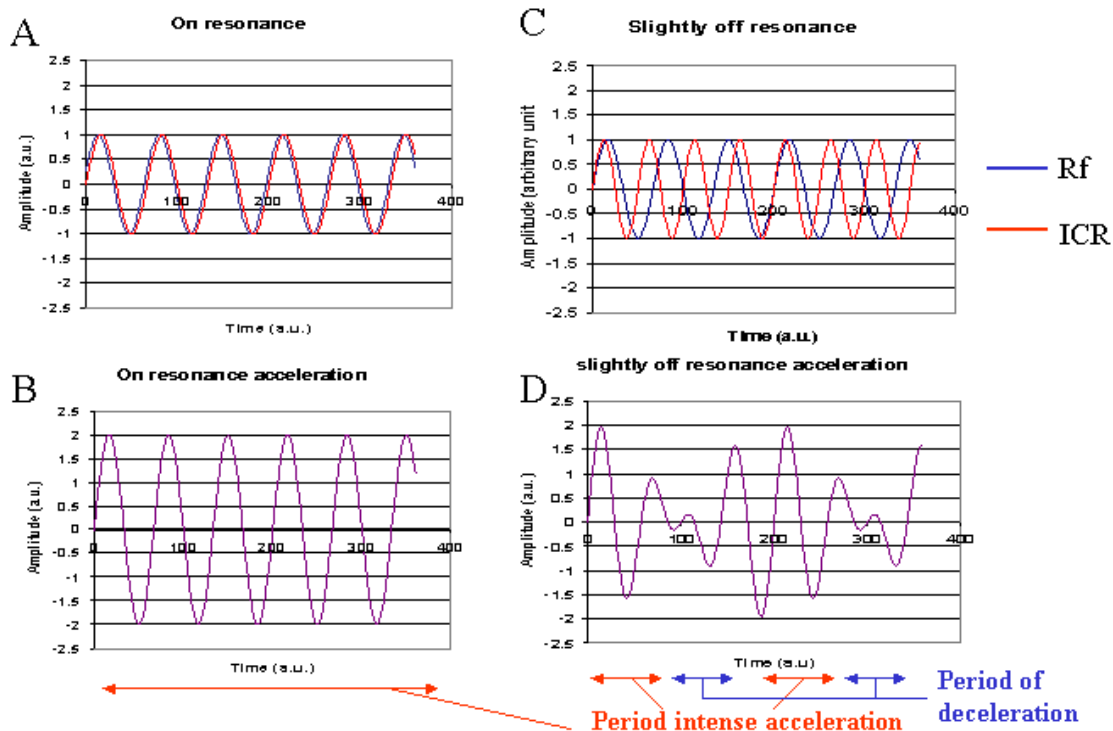 A
On resonance
2.5
2
1.5
1
0.5
0
-0.5
-1
-1.5
-2
-2.5
0 100 200 300 400
Amplitude (a.u.)
Time (a.u.)
C
Slightly off resonance
2.5
2
1.5
1
0.5
0
-0.5
-1
-1.5
-2
-2.5
0 100 200 300 400
Amplitude (arbitrary unit)
Time (a.u.)
Rf
ICR
B
On resonance acceleration
2.5
2
1.5
1
0.5
0
-0.5
-1
-1.5
-2
-2.5
0 100 200 300 400
Amplitude (a.u.)
Time (a.u.)
D
slightly off resonance acceleration
2.5
2
1.5
1
0.5
0
-0.5
-1
-1.5
-2
-2.5
0 100 200 300 400
Amplitude (a.u.)
Time (a.u)
Period intense acceleration
Period of
deceleration